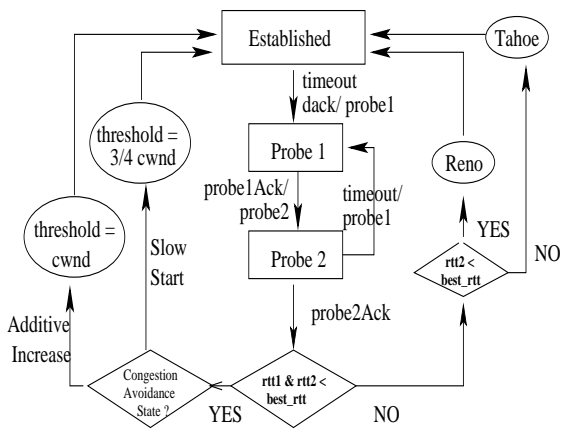 Established
Tahoe
timeout
dack/ probe1
threshold =
3/4 cwnd
Probe 1
Reno
probe1Ack/
probe2
timeout/
probe1
threshold =
cwnd
Slow
Start
Probe 2
YES
rtt2 <
best_rtt
NO
probe2Ack
Additive
Increase
Congestion
Avoidance
State ?
YES
rtt1 & rtt2 <
best_rtt
NO